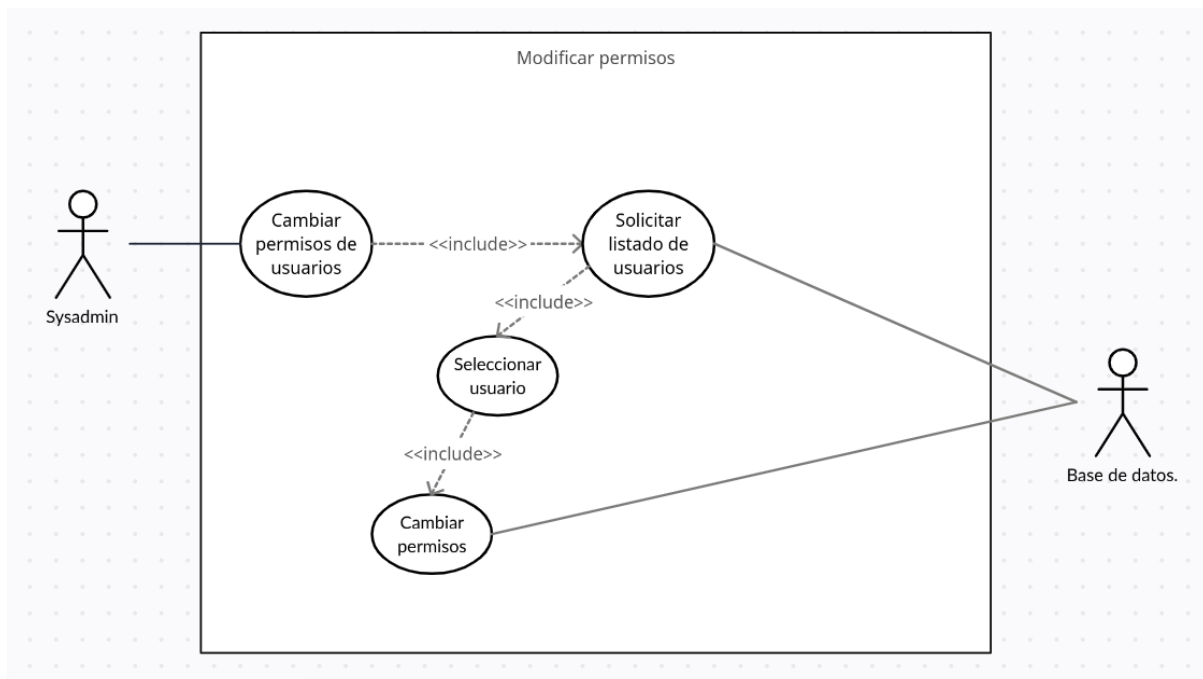 Modificar permisos
Cambiar
permisos de
usuarios
<<include>>
Solicitar
listado de
usuarios
Sysadmin
<<include>>
Seleccionar
usuario
<<include>>
Cambiar
permisos
Base de datos.